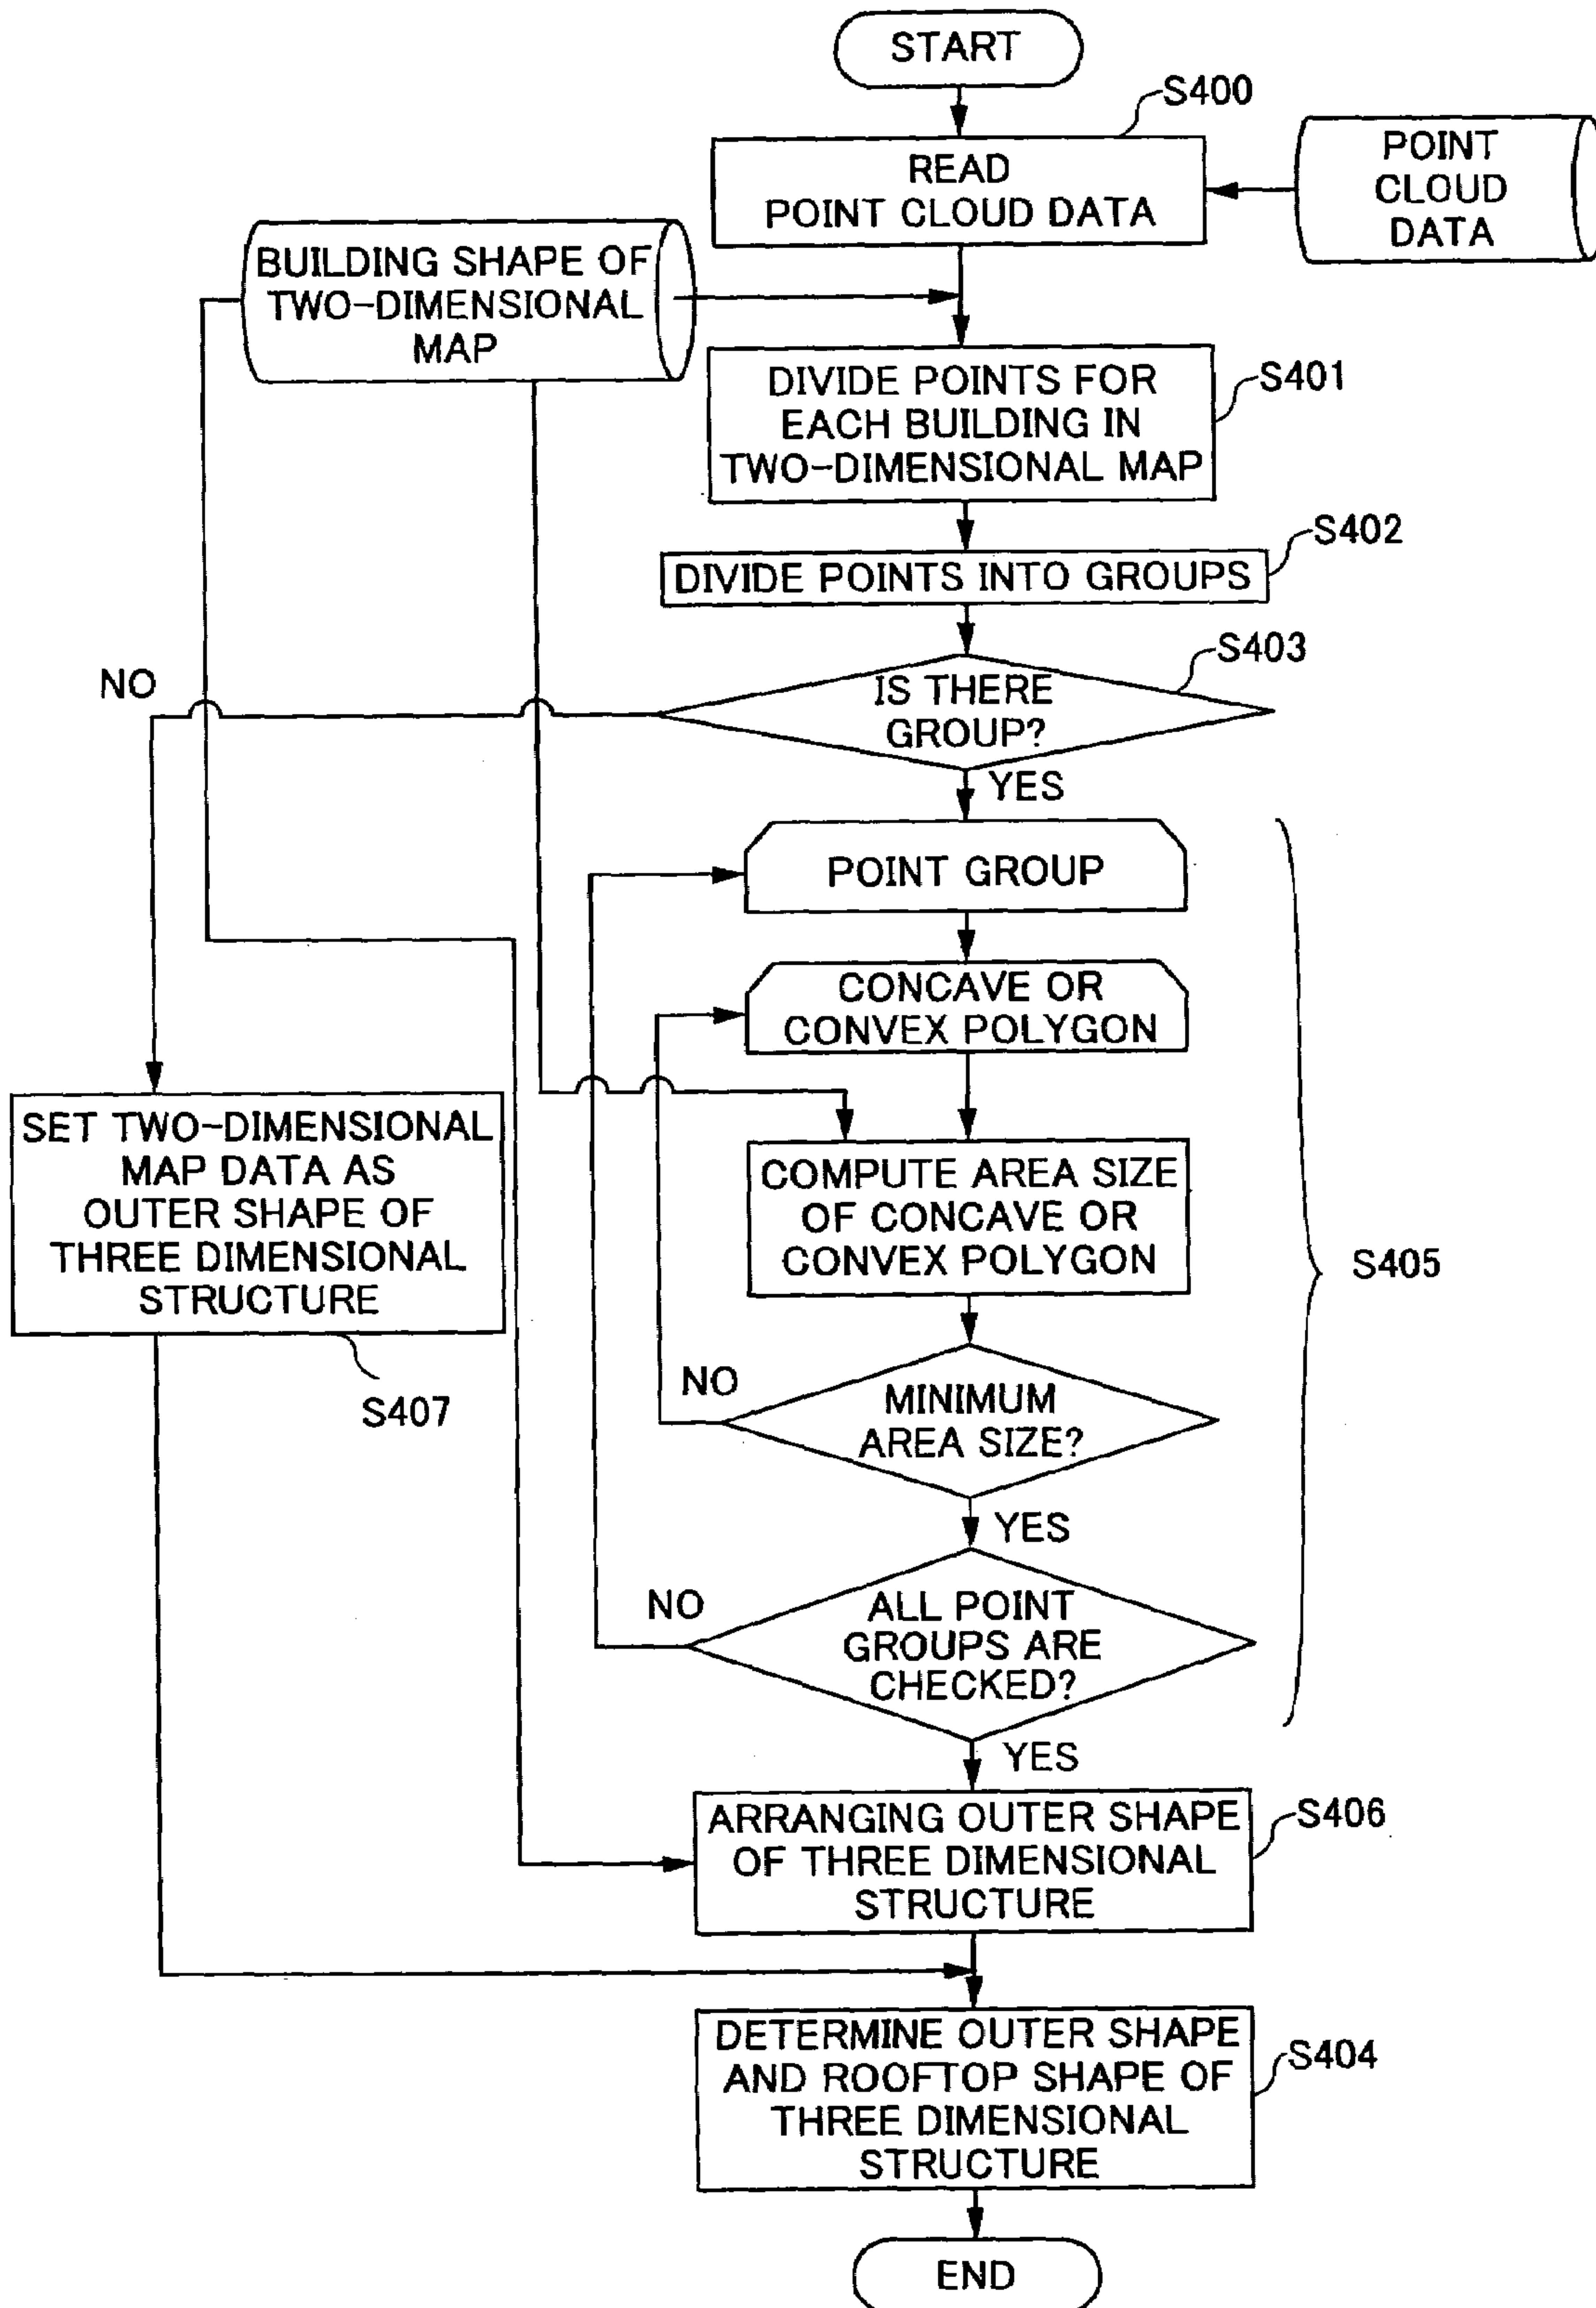 START
S400
READ
POINT CLOUD DATA
POINT
CLOUD
DATA
BUILDING SHAPE OF
TWO-DIMENSIONAL
MAP
DIVIDE POINTS FOR
EACH BUILDING IN
TWO-DIMENSIONAL MAP
S401
S402
DIVIDE POINTS INTO GROUPS
S403
IS THERE
GROUP?
NO
YES
POINT GROUP
CONCAVE OR
CONVEX POLYGON
SET TWO-DIMENSIONAL
MAP DATA AS
OUTER SHAPE OF
THREE DIMENSIONAL
STRUCTURE
S407
COMPUTE AREA SIZE
OF CONCAVE OR
CONVEX POLYGON
S405
NO
MINIMUM
AREA SIZE?
YES
NO
ALL POINT
GROUPS ARE
CHECKED?
YES
ARRANGING OUTER SHAPE
OF THREE DIMENSIONAL
STRUCTURE
S406
DETERMINE OUTER SHAPE
AND ROOFTOP SHAPE OF
THREE DIMENSIONAL
STRUCTURE
S404
END